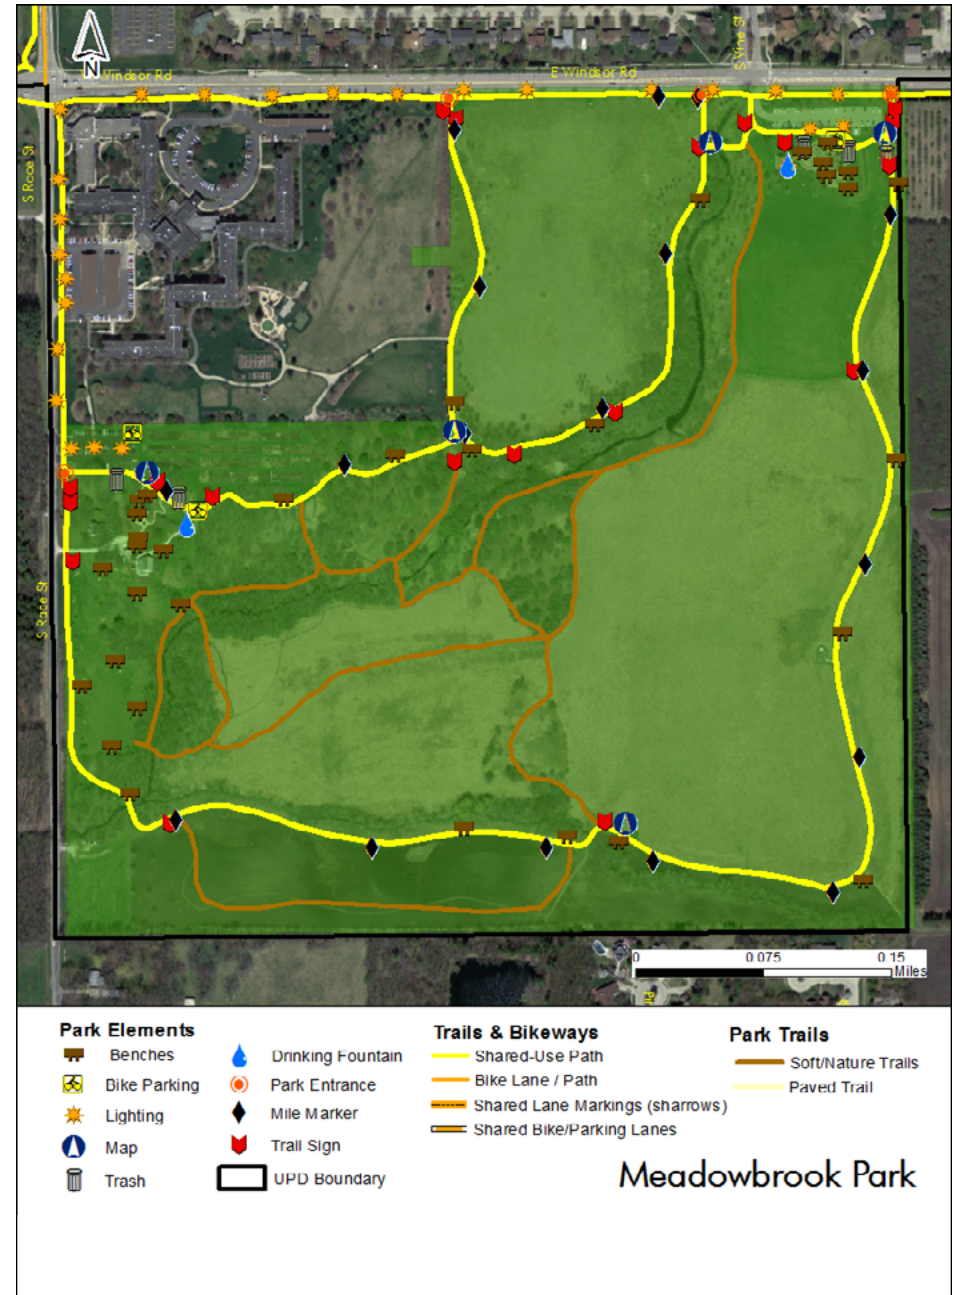 N
Windsor Rd
E Windsor Rd
S Vine St
S Race St
S Race St
0 0.075 0.15
Miles
Park Elements
Benches
Bike Parking
Lighting
Map
Trash
Drinking Fountain
Park Entrance
Mile Marker
Trail Sign
UPD Boundary
Trails & Bikeways
Shared-Use Path
Bike Lane / Path
Shared Lane Markings (sharrows)
Shared Bike/Parking Lanes
Park Trails
Soft/Nature Trails
Paved Trail
Meadowbrook Park